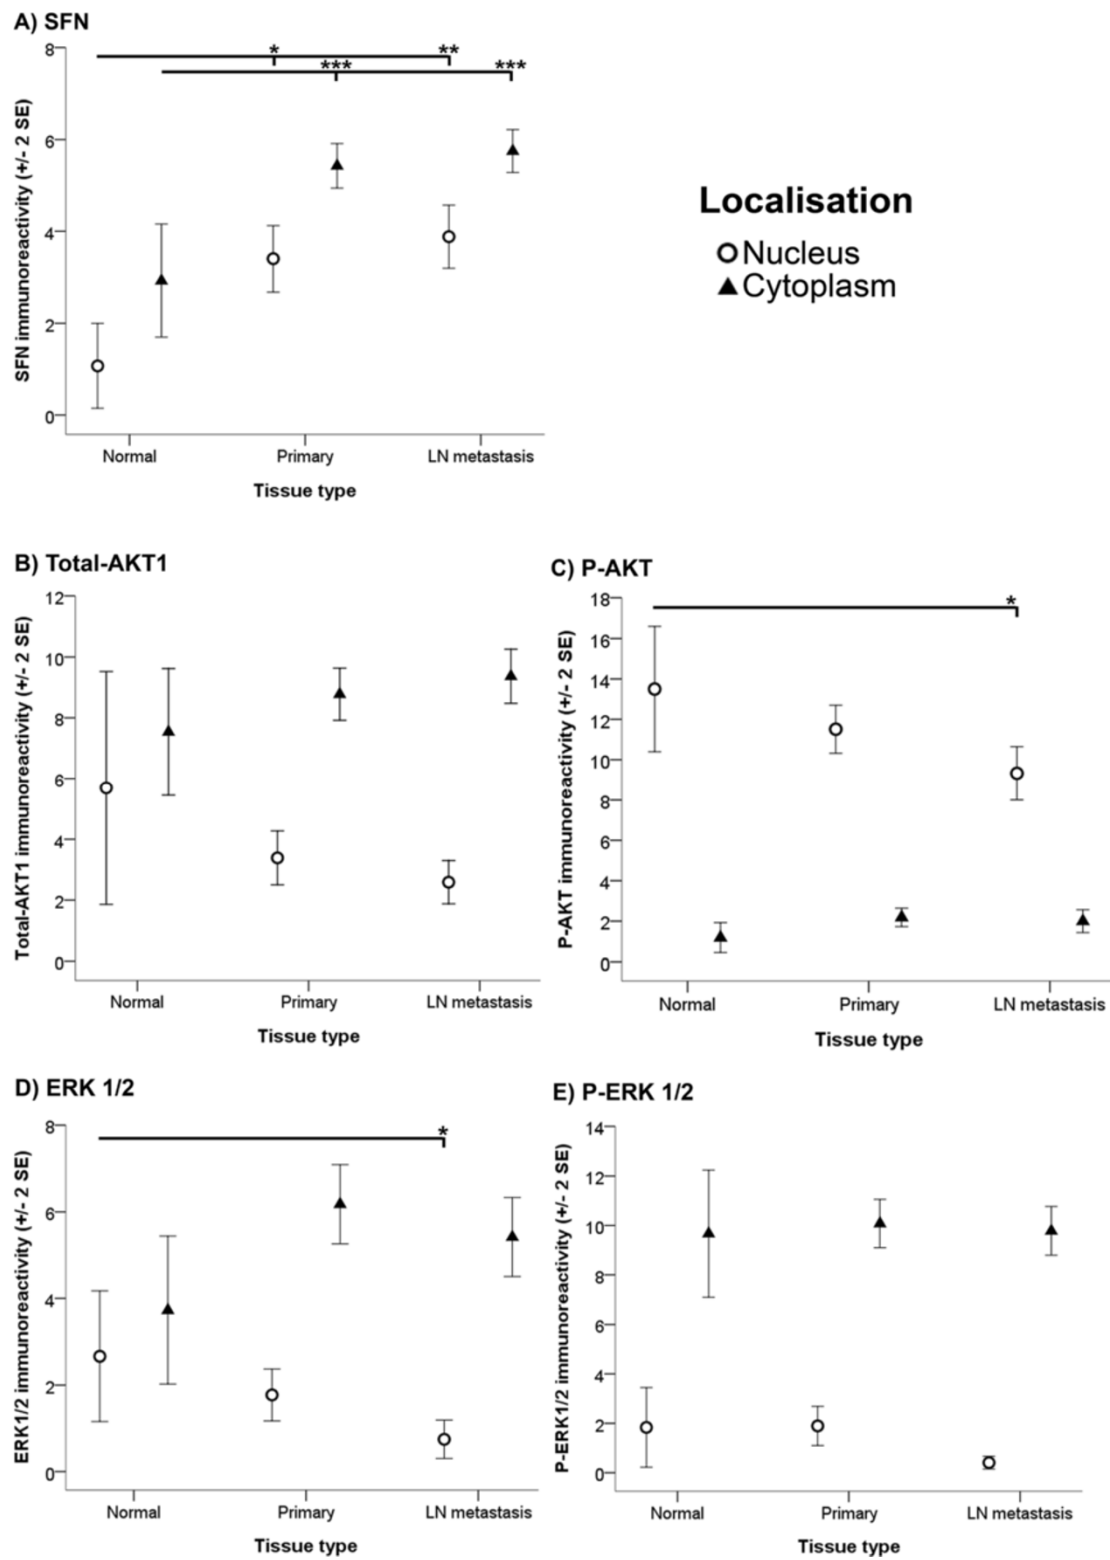 A) SFN
SFN immunoreactivity (+/- 2 SE)
8
6
4
2
0
*
**
***
***
Normal
Primary
LN metastasis
Tissue type
Localisation
Nucleus
Cytoplasm
B) Total-AKT1
Total-AKT1 immunoreactivity (+/- 2 SE)
12
10
8
6
4
2
0
Normal
Primary
LN metastasis
Tissue type
C) P-AKT
P-AKT immunoreactivity (+/- 2 SE)
18
16
14
12
10
8
6
4
2
0
*
Normal
Primary
LN metastasis
Tissue type
D) ERK 1/2
ERK1/2 immunoreactivity (+/- 2 SE)
8
6
4
2
0
*
Normal
Primary
LN metastasis
Tissue type
E) P-ERK 1/2
P-ERK1/2 immunoreactivity (+/- 2 SE)
14
12
10
8
6
4
2
0
Normal
Primary
LN metastasis
Tissue type